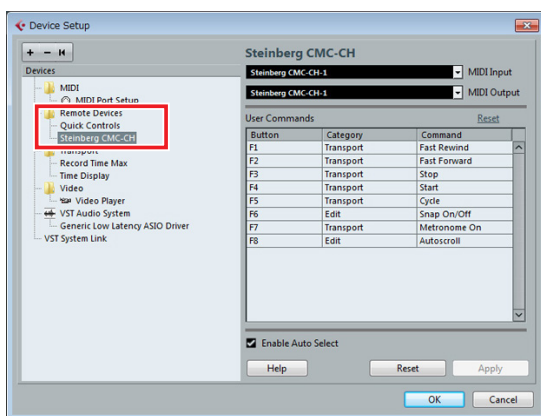 Device Setup
Devices
MIDI
MIDI Port Setup
Remote Devices
Quick Controls
Steinberg CMC-CH
Transport
Record Time Max
Time Display
Video
Video Player
VST Audio System
Generic Low Latency ASIO Driver
VST System Link
Steinberg CMC-CH
Steinberg CMC-CH-1 MIDI Input
Steinberg CMC-CH-1 MIDI Output
User Commands Reset
Button Category Command
F1 Transport Fast Rewind
F2 Transport Fast Forward
F3 Transport Stop
F4 Transport Start
F5 Transport Cycle
F6 Edit Snap On/Off
F7 Transport Metronome On
F8 Edit Autoscroll
Enable Auto Select
Help Reset Apply
OK Cancel